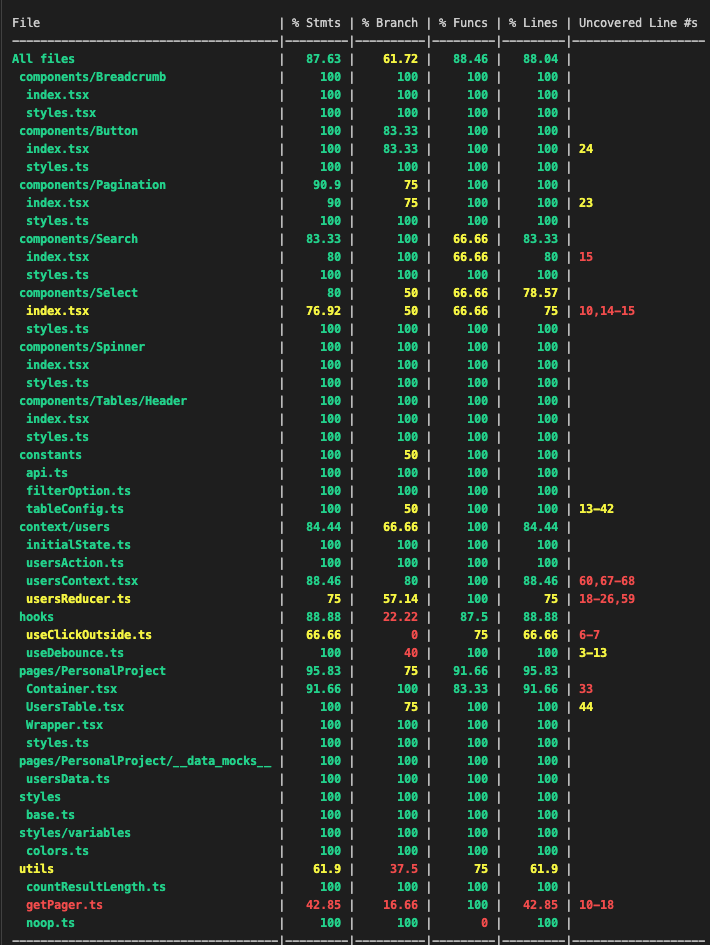 File | % Stmts | % Branch | % Funcs | % Lines | Uncovered Line #s
All files | 87.63 | 61.72 | 88.46 | 88.04 |
components/Breadcrumb | 100 | 100 | 100 | 100 |
index.tsx | 100 | 100 | 100 | 100 |
styles.tsx | 100 | 100 | 100 | 100 |
components/Button | 100 | 83.33 | 100 | 100 |
index.tsx | 100 | 83.33 | 100 | 100 | 24
styles.ts | 100 | 100 | 100 | 100 |
components/Pagination | 90.9 | 75 | 100 | 100 |
index.tsx | 90 | 75 | 100 | 100 | 23
styles.ts | 100 | 100 | 100 | 100 |
components/Search | 83.33 | 100 | 66.66 | 83.33 |
index.tsx | 80 | 100 | 66.66 | 80 | 15
styles.ts | 100 | 100 | 100 | 100 |
components/Select | 80 | 50 | 66.66 | 78.57 |
index.tsx | 76.92 | 50 | 66.66 | 75 | 10,14-15
styles.ts | 100 | 100 | 100 | 100 |
components/Spinner | 100 | 100 | 100 | 100 |
index.tsx | 100 | 100 | 100 | 100 |
styles.ts | 100 | 100 | 100 | 100 |
components/Tables/Header | 100 | 100 | 100 | 100 |
index.tsx | 100 | 100 | 100 | 100 |
styles.ts | 100 | 100 | 100 | 100 |
constants | 100 | 50 | 100 | 100 |
api.ts | 100 | 100 | 100 | 100 |
filterOption.ts | 100 | 100 | 100 | 100 |
tableConfig.ts | 100 | 50 | 100 | 100 | 13-42
context/users | 84.44 | 66.66 | 100 | 84.44 |
initialState.ts | 100 | 100 | 100 | 100 |
usersAction.ts | 100 | 100 | 100 | 100 |
usersContext.tsx | 88.46 | 80 | 100 | 88.46 | 60,67-68
usersReducer.ts | 75 | 57.14 | 100 | 75 | 18-26,59
hooks | 88.88 | 22.22 | 87.5 | 88.88 |
useClickOutside.ts | 66.66 | 0 | 75 | 66.66 | 6-7
useDebounce.ts | 100 | 40 | 100 | 100 | 3-13
pages/PersonalProject | 95.83 | 75 | 91.66 | 95.83 |
Container.tsx | 91.66 | 100 | 83.33 | 91.66 | 33
UsersTable.tsx | 100 | 75 | 100 | 100 | 44
Wrapper.tsx | 100 | 100 | 100 | 100 |
styles.ts | 100 | 100 | 100 | 100 |
pages/PersonalProject/__data_mocks__ | 100 | 100 | 100 | 100 |
usersData.ts | 100 | 100 | 100 | 100 |
styles | 100 | 100 | 100 | 100 |
base.ts | 100 | 100 | 100 | 100 |
styles/variables | 100 | 100 | 100 | 100 |
colors.ts | 100 | 100 | 100 | 100 |
utils | 61.9 | 37.5 | 75 | 61.9 |
countResultLength.ts | 100 | 100 | 100 | 100 |
getPager.ts | 42.85 | 16.66 | 100 | 42.85 | 10-18
noop.ts | 100 | 100 | 0 | 100 |